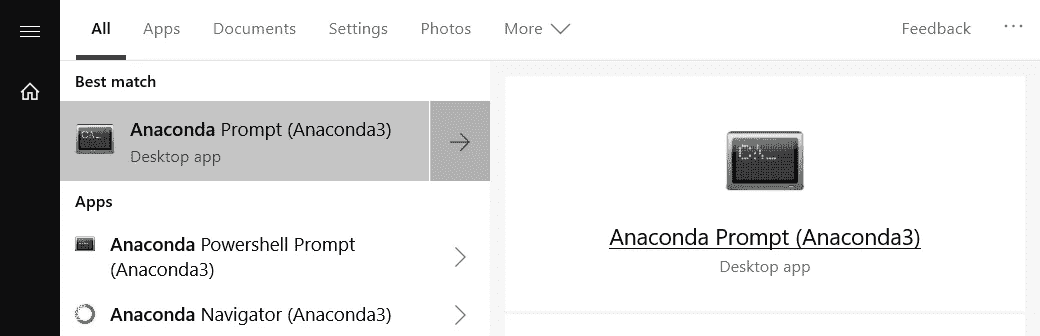 All Apps Documents Settings Photos More Feedback ...
Best match
Anaconda Prompt (Anaconda3)
Desktop app
Apps
Anaconda Powershell Prompt
(Anaconda3)
Anaconda Navigator (Anaconda3)
C:\_
Anaconda Prompt (Anaconda3)
Desktop app